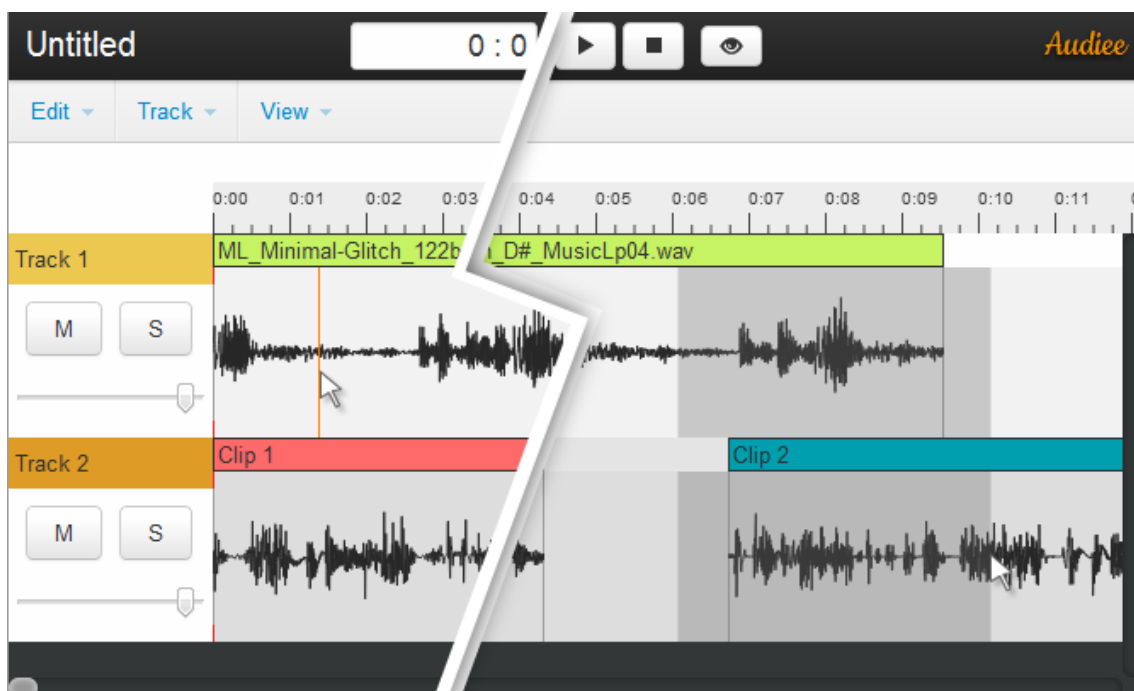 Untitled 0 : 0 Audiee
Edit Track View
0:00 0:01 0:02 0:03 0:04 0:05 0:06 0:07 0:08 0:09 0:10 0:11
Track 1 ML_Minimal-Glitch_122b D#_MusicLp04.wav
M S
Track 2 Clip 1 Clip 2
M S